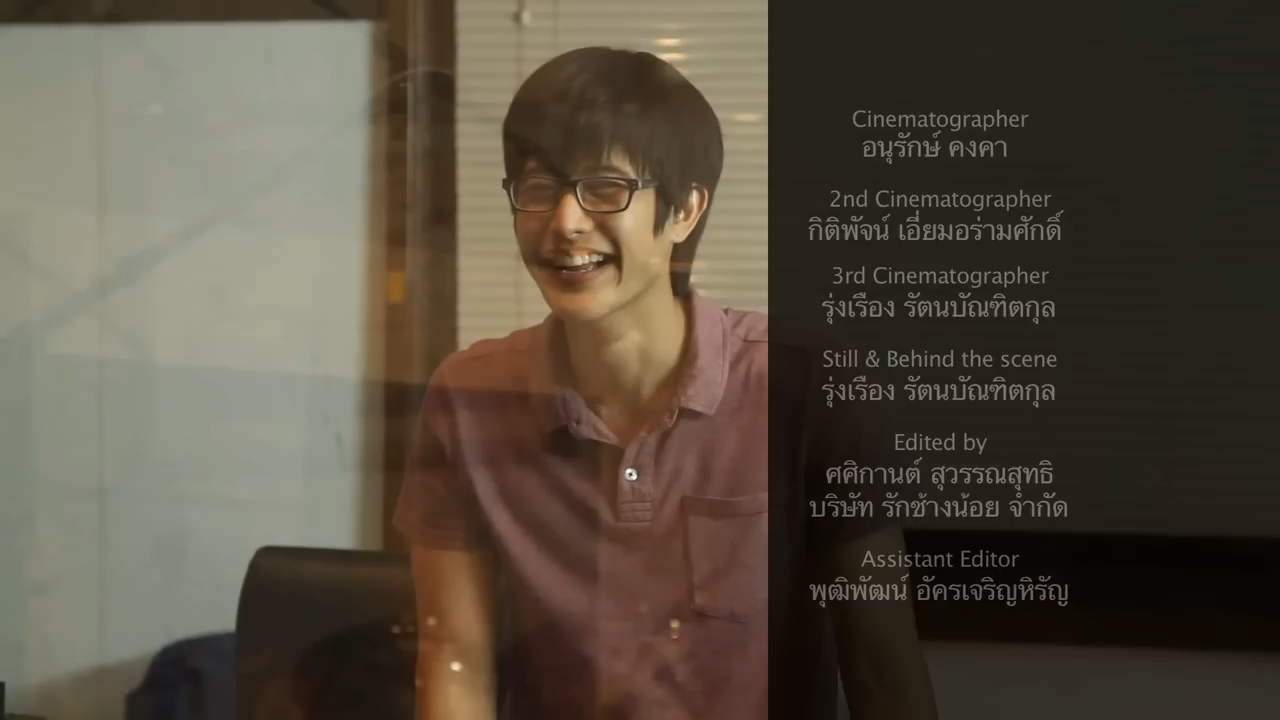 Cinematographer
อนุรักษ์ คงคา
2nd Cinematographer
กิติพัจน์ เอี่ยมอร่ามศักดิ์
3rd Cinematographer
รุ่งเรือง รัตนบัณฑิตกุล
Still & Behind the scene
รุ่งเรือง รัตนบัณฑิตกุล
Edited by
ศศิกานต์ สุวรรณสุทธิ
บริษัท รักช้างน้อย จำกัด
Assistant Editor
พุฒิพัฒน์ อัครเจริญหิรัญ